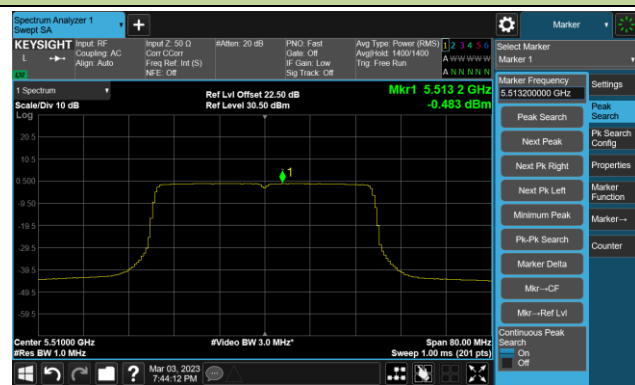 Spectrum Analyzer 1
Swept SA
+
Marker
KEYSIGHT
L
LW
Input: RF
Coupling: AC
Align: Auto
Input Z: 50 Ω
Corr CCorr
Freq Ref: Int (S)
NFE: Off
#Atten: 20 dB
PNO: Fast
Gate: Off
IF Gain: Low
Sig Track: Off
Avg Type: Power (RMS)
Avg|Hold: 1400/1400
Trig: Free Run
1 2 3 4 5 6
A W W W W W
A N N N N N
Select Marker
Marker 1
1 Spectrum
Scale/Div 10 dB
Log
Ref Lvl Offset 22.50 dB
Ref Level 30.50 dBm
Mkr1 5.513 2 GHz
-0.483 dBm
20.5
10.5
0.500
-9.50
-19.5
-29.5
-39.5
-49.5
-59.5
1
Center 5.51000 GHz
#Res BW 1.0 MHz
#Video BW 3.0 MHz*
Span 80.00 MHz
Sweep 1.00 ms (201 pts)
Marker Frequency
5.513200000 GHz
Peak Search
Next Peak
Next Pk Right
Next Pk Left
Minimum Peak
Pk-Pk Search
Marker Delta
Mkr→CF
Mkr→Ref Lvl
Continuous Peak
Search
On
Off
Settings
Peak
Search
Pk Search
Config
Properties
Marker
Function
Marker→
Counter
?
Mar 03, 2023
7:44:12 PM